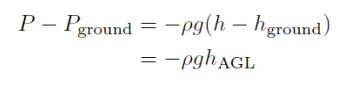 P − P_ground = −ρg(h − h_ground)
= −ρgh_AGL